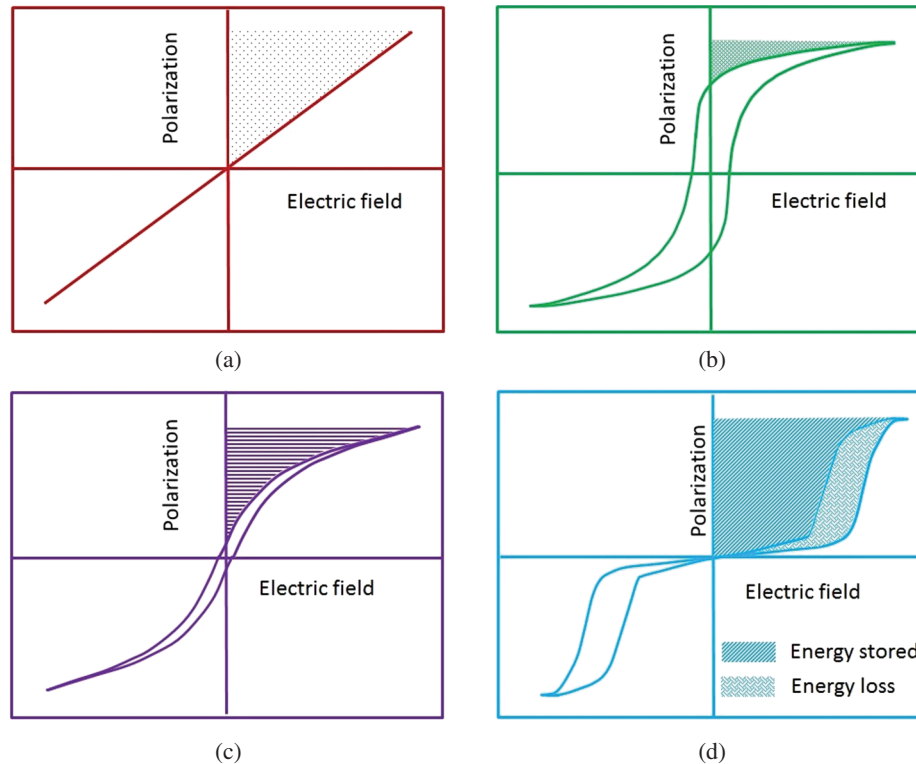 Polarization
Electric field
(a)
Polarization
Electric field
(b)
Polarization
Electric field
(c)
Polarization
Electric field
Energy stored
Energy loss
(d)